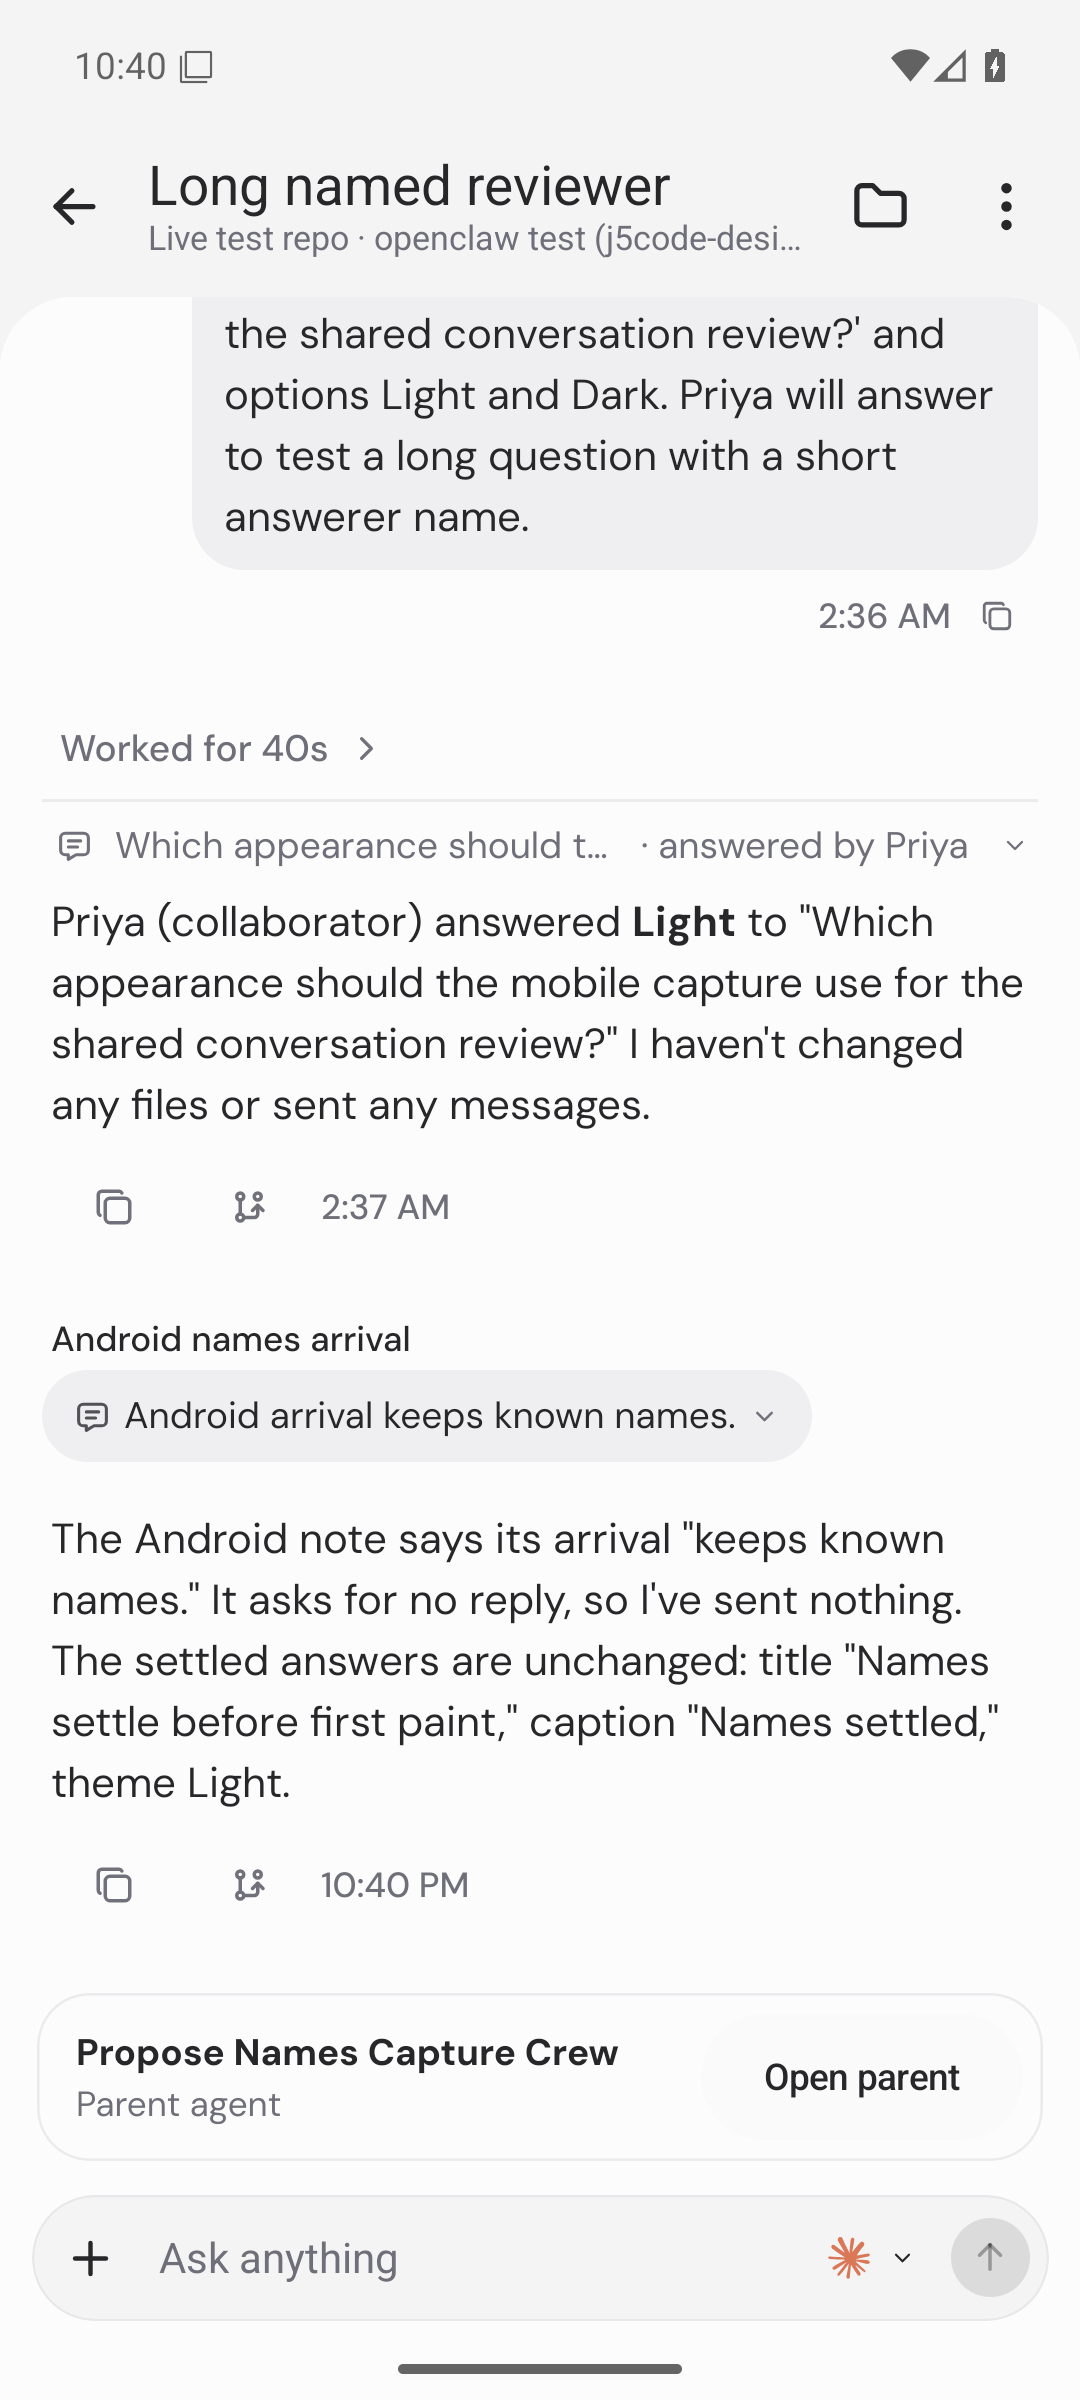 10:40
Long named reviewer
Live test repo · openclaw test (j5code-desi...
the shared conversation review?' and
options Light and Dark. Priya will answer
to test a long question with a short
answerer name.
2:36 AM
Worked for 40s
Which appearance should t... · answered by Priya
Priya (collaborator) answered Light to "Which
appearance should the mobile capture use for the
shared conversation review?" I haven't changed
any files or sent any messages.
2:37 AM
Android names arrival
Android arrival keeps known names.
The Android note says its arrival "keeps known
names." It asks for no reply, so I've sent nothing.
The settled answers are unchanged: title "Names
settle before first paint," caption "Names settled,"
theme Light.
10:40 PM
Propose Names Capture Crew
Parent agent
Open parent
Ask anything